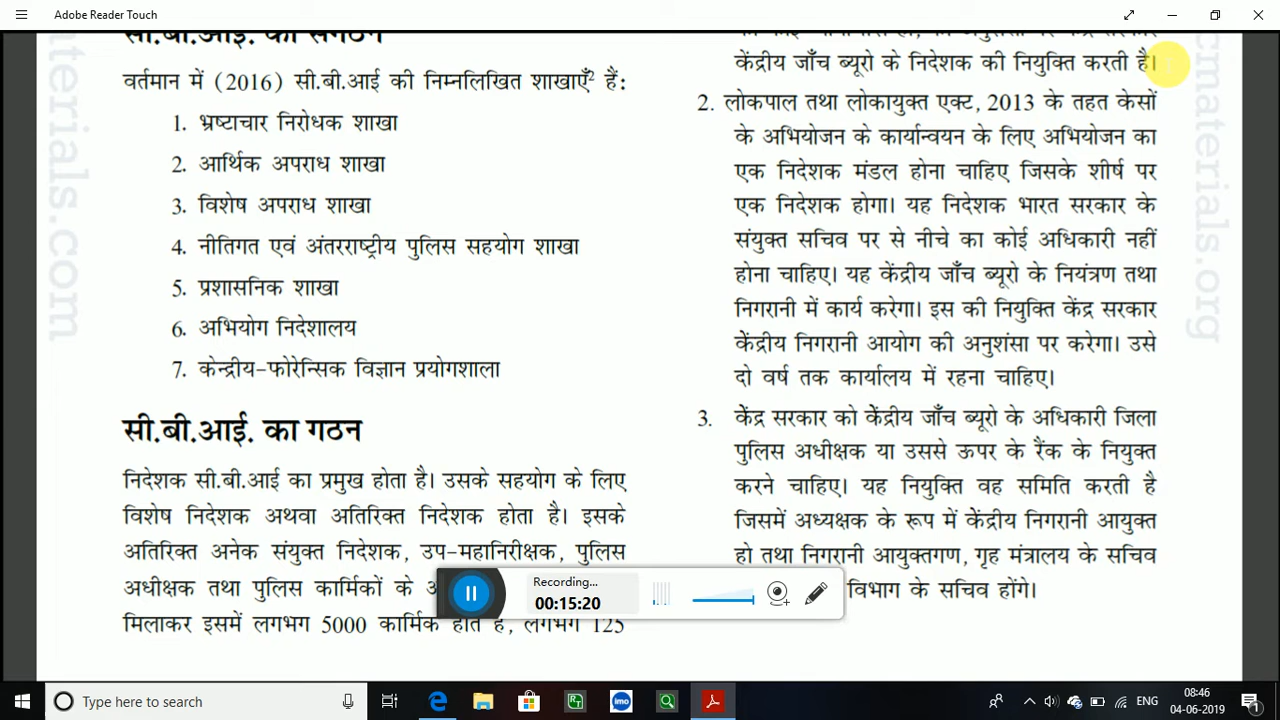 Adobe Reader Touch
सी.बी.आई. का संगठन
वर्तमान में (2016) सी.बी.आई की निम्नलिखित शाखाएँ² हैं:
1. भ्रष्टाचार निरोधक शाखा
2. आर्थिक अपराध शाखा
3. विशेष अपराध शाखा
4. नीतिगत एवं अंतरराष्ट्रीय पुलिस सहयोग शाखा
5. प्रशासनिक शाखा
6. अभियोग निदेशालय
7. केन्द्रीय-फोरेन्सिक विज्ञान प्रयोगशाला
सी.बी.आई. का गठन
निदेशक सी.बी.आई का प्रमुख होता है। उसके सहयोग के लिए
विशेष निदेशक अथवा अतिरिक्त निदेशक होता है। इसके
अतिरिक्त अनेक संयुक्त निदेशक, उप-महानिरीक्षक, पुलिस
अधीक्षक तथा पुलिस कार्मिकों के
मिलाकर इसमें लगभग 5000 कार्मिक होते हैं, लगभग 125
केंद्रीय जाँच ब्यूरो के निदेशक की नियुक्ति करती है।
2. लोकपाल तथा लोकायुक्त एक्ट, 2013 के तहत केसों
के अभियोजन के कार्यान्वयन के लिए अभियोजन का
एक निदेशक मंडल होना चाहिए जिसके शीर्ष पर
एक निदेशक होगा। यह निदेशक भारत सरकार के
संयुक्त सचिव पर से नीचे का कोई अधिकारी नहीं
होना चाहिए। यह केंद्रीय जाँच ब्यूरो के नियंत्रण तथा
निगरानी में कार्य करेगा। इस की नियुक्ति केंद्र सरकार
केंद्रीय निगरानी आयोग की अनुशंसा पर करेगा। उसे
दो वर्ष तक कार्यालय में रहना चाहिए।
3. केंद्र सरकार को केंद्रीय जाँच ब्यूरो के अधिकारी जिला
पुलिस अधीक्षक या उससे ऊपर के रैंक के नियुक्त
करने चाहिए। यह नियुक्ति वह समिति करती है
जिसमें अध्यक्षक के रूप में केंद्रीय निगरानी आयुक्त
हो तथा निगरानी आयुक्तगण, गृह मंत्रालय के सचिव
विभाग के सचिव होंगे।
cmaterials.org
s.com
Recording...
00:15:20
Type here to search
ENG
08:46
04-06-2019